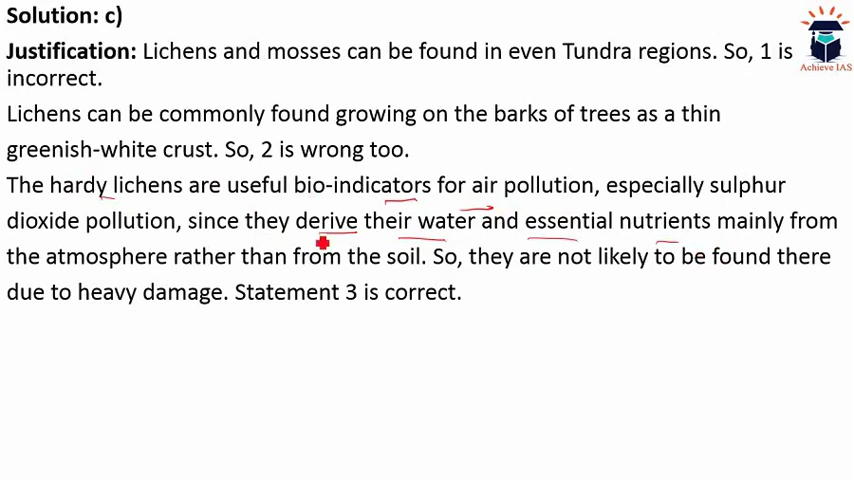 Solution: c)
Justification: Lichens and mosses can be found in even Tundra regions. So, 1 is
incorrect.
Lichens can be commonly found growing on the barks of trees as a thin
greenish-white crust. So, 2 is wrong too.
The hardy lichens are useful bio-indicators for air pollution, especially sulphur
dioxide pollution, since they derive their water and essential nutrients mainly from
the atmosphere rather than from the soil. So, they are not likely to be found there
due to heavy damage. Statement 3 is correct.
Achieve IAS